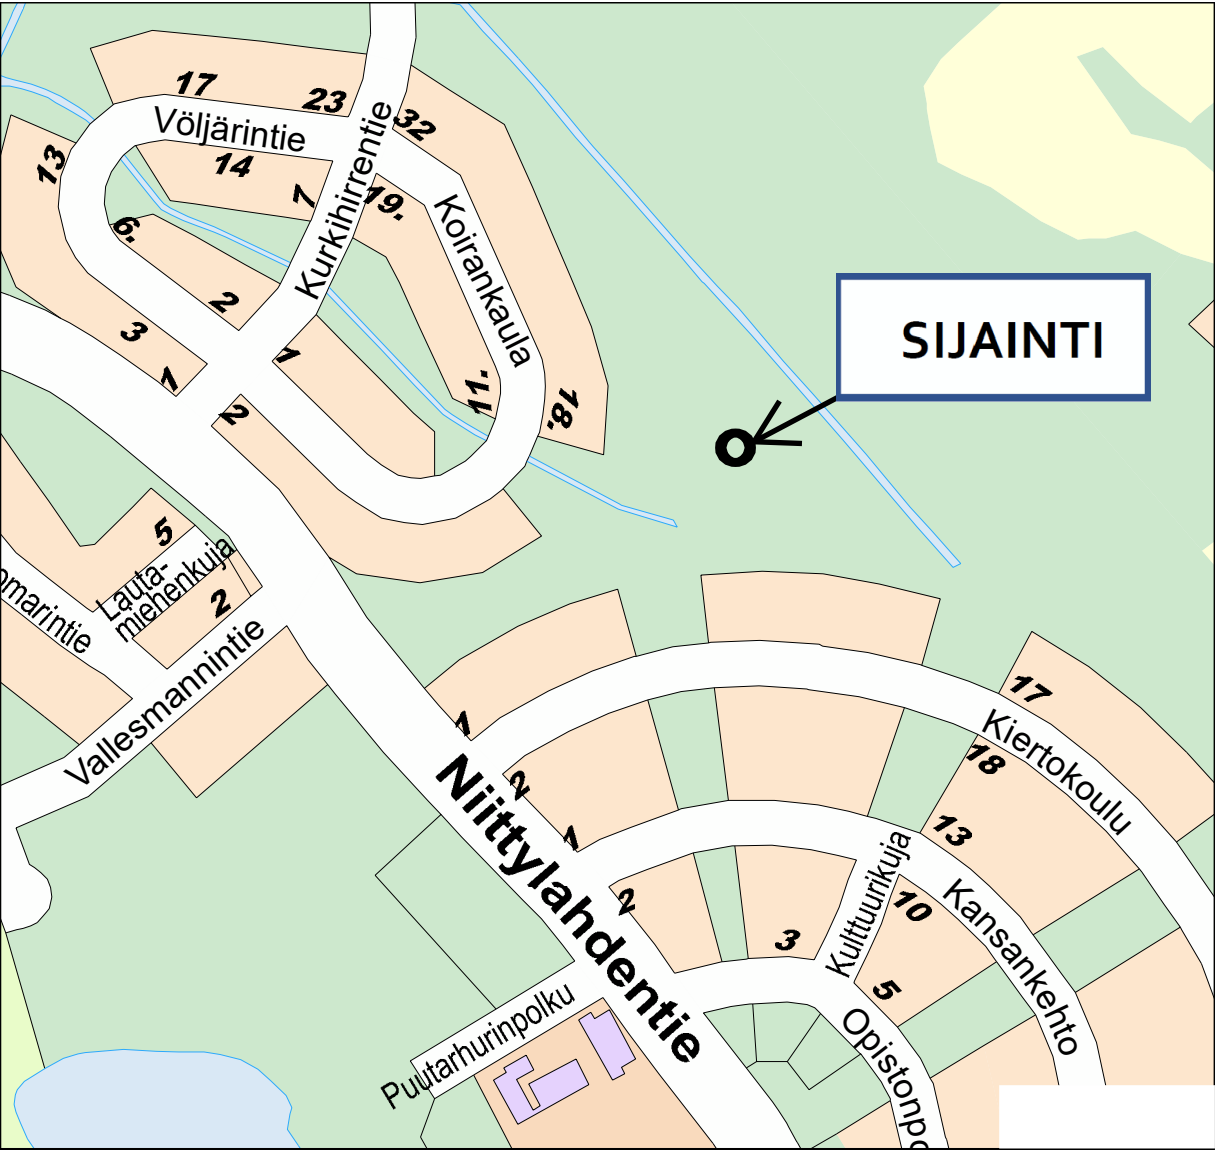 17
23
32
Völjärintie
14
13
7
19.
Kurkihirrentie
Koirankaula
6.
2
3
1
1
2
11.
18.
SIJAINTI
5
Lauta-
miehenkuja
2
omarintie
Vallesmannintie
1
2
1
2
Niittylahdentie
17
Kiertokoulu
18
13
Kulttuurikuja
10
Kansankehto
3
5
Puutarhurinpolku
Opistonpo